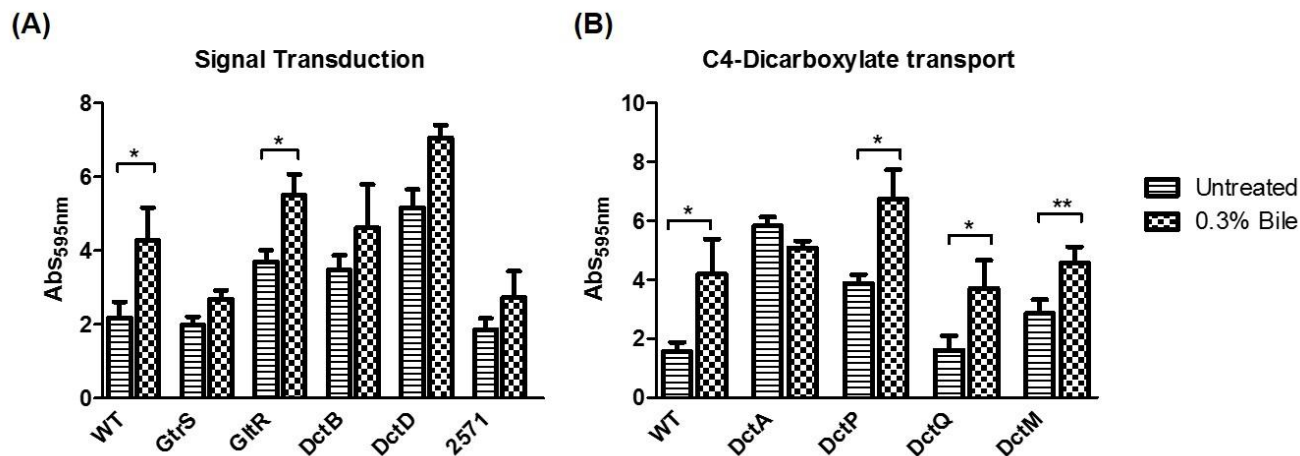 (A)
Signal Transduction
Abs595nm
8
6
4
2
0
*
*
WT
GtrS
GltR
DctB
DctD
2571
(B)
C4-Dicarboxylate transport
Abs595nm
10
8
6
4
2
0
*
*
*
**
WT
DctA
DctP
DctQ
DctM
Untreated
0.3% Bile